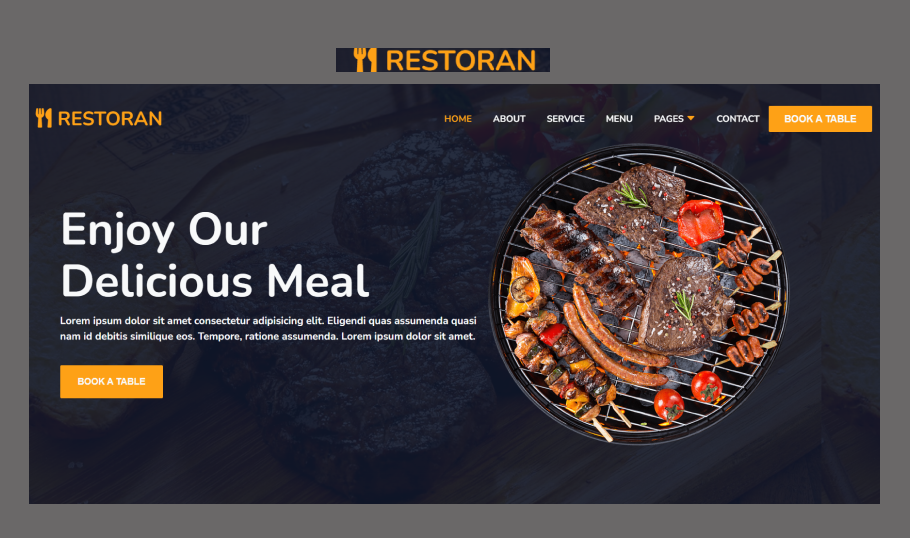 RESTORAN
RESTORAN
HOME ABOUT SERVICE MENU PAGES CONTACT BOOK A TABLE
Enjoy Our
Delicious Meal
Lorem ipsum dolor sit amet consectetur adipisicing elit. Eligendi quas assumenda quasi
nam id debitis similique eos. Tempore, ratione assumenda. Lorem ipsum dolor sit amet.
BOOK A TABLE